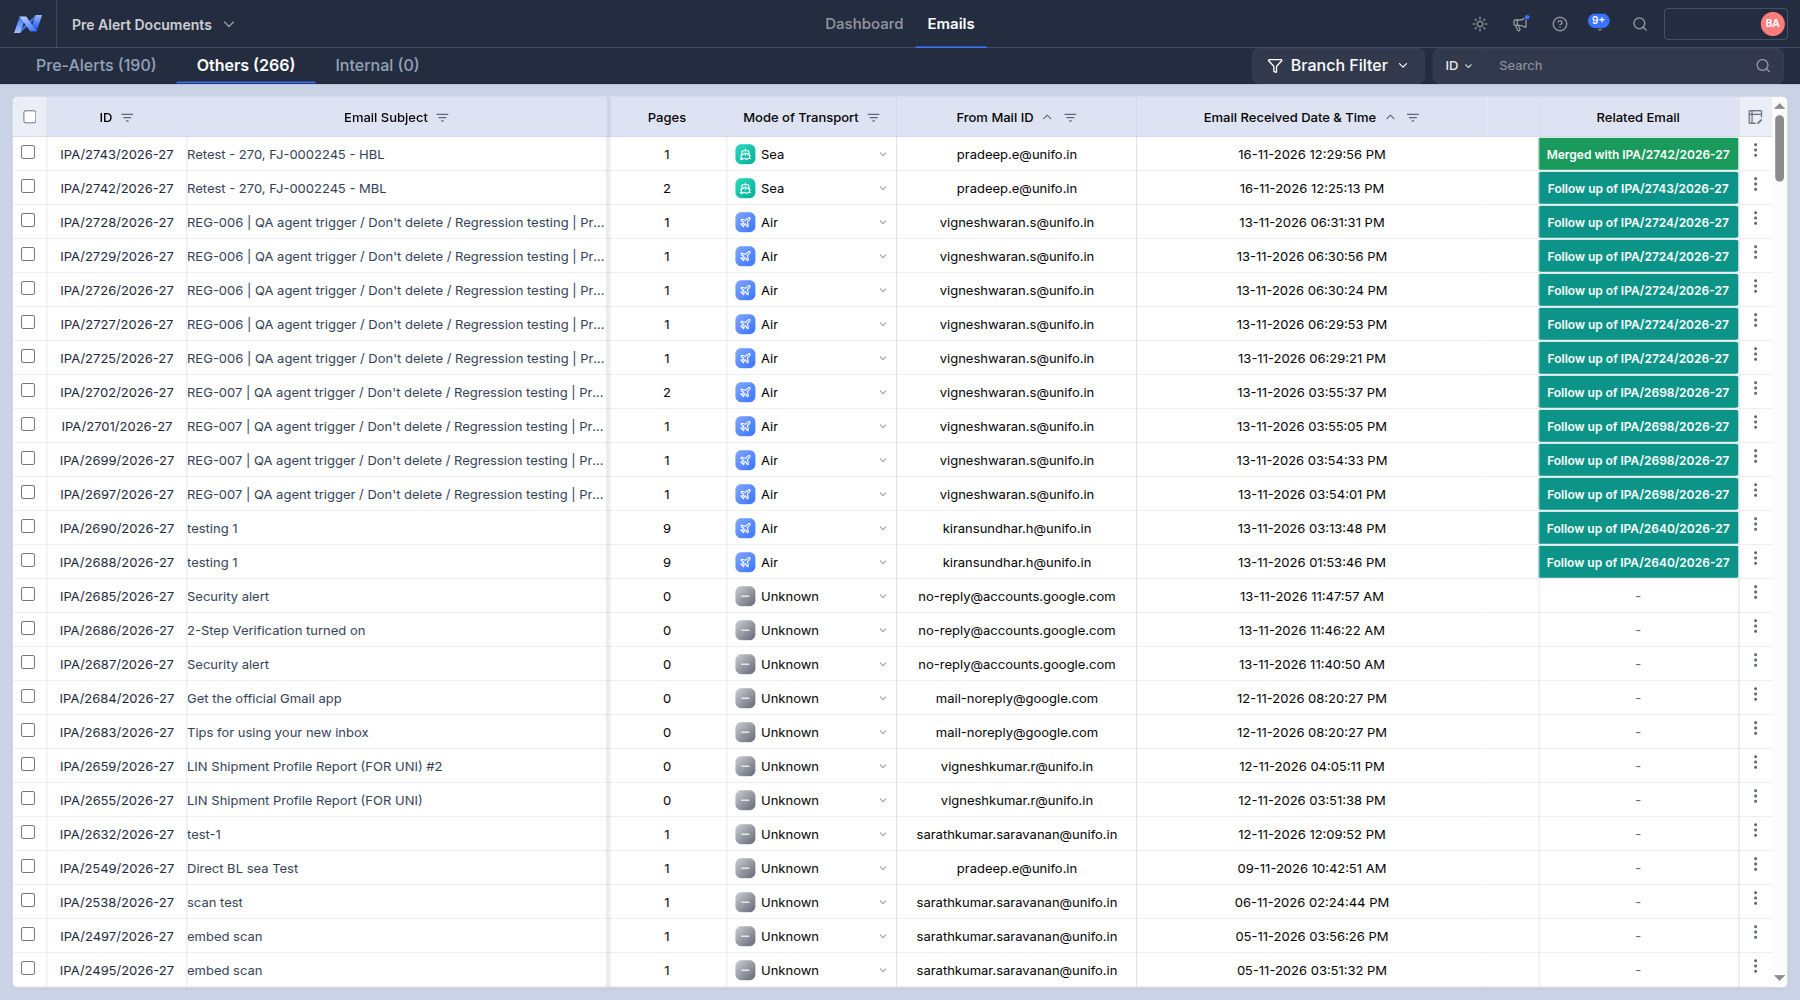 Pre Alert Documents
Dashboard
Emails
9+
BA
Pre-Alerts (190)
Others (266)
Internal (0)
Branch Filter
ID
Search
ID Email Subject Pages Mode of Transport From Mail ID Email Received Date & Time Related Email
IPA/2743/2026-27 Retest - 270, FJ-0002245 - HBL 1 Sea pradeep.e@unifo.in 16-11-2026 12:29:56 PM Merged with IPA/2742/2026-27
IPA/2742/2026-27 Retest - 270, FJ-0002245 - MBL 2 Sea pradeep.e@unifo.in 16-11-2026 12:25:13 PM Follow up of IPA/2743/2026-27
IPA/2728/2026-27 REG-006 | QA agent trigger / Don't delete / Regression testing | Pr... 1 Air vigneshwaran.s@unifo.in 13-11-2026 06:31:31 PM Follow up of IPA/2724/2026-27
IPA/2729/2026-27 REG-006 | QA agent trigger / Don't delete / Regression testing | Pr... 1 Air vigneshwaran.s@unifo.in 13-11-2026 06:30:56 PM Follow up of IPA/2724/2026-27
IPA/2726/2026-27 REG-006 | QA agent trigger / Don't delete / Regression testing | Pr... 1 Air vigneshwaran.s@unifo.in 13-11-2026 06:30:24 PM Follow up of IPA/2724/2026-27
IPA/2727/2026-27 REG-006 | QA agent trigger / Don't delete / Regression testing | Pr... 1 Air vigneshwaran.s@unifo.in 13-11-2026 06:29:53 PM Follow up of IPA/2724/2026-27
IPA/2725/2026-27 REG-006 | QA agent trigger / Don't delete / Regression testing | Pr... 1 Air vigneshwaran.s@unifo.in 13-11-2026 06:29:21 PM Follow up of IPA/2724/2026-27
IPA/2702/2026-27 REG-007 | QA agent trigger / Don't delete / Regression testing | Pr... 2 Air vigneshwaran.s@unifo.in 13-11-2026 03:55:37 PM Follow up of IPA/2698/2026-27
IPA/2701/2026-27 REG-007 | QA agent trigger / Don't delete / Regression testing | Pr... 1 Air vigneshwaran.s@unifo.in 13-11-2026 03:55:05 PM Follow up of IPA/2698/2026-27
IPA/2699/2026-27 REG-007 | QA agent trigger / Don't delete / Regression testing | Pr... 1 Air vigneshwaran.s@unifo.in 13-11-2026 03:54:33 PM Follow up of IPA/2698/2026-27
IPA/2697/2026-27 REG-007 | QA agent trigger / Don't delete / Regression testing | Pr... 1 Air vigneshwaran.s@unifo.in 13-11-2026 03:54:01 PM Follow up of IPA/2698/2026-27
IPA/2690/2026-27 testing 1 9 Air kiransundhar.h@unifo.in 13-11-2026 03:13:48 PM Follow up of IPA/2640/2026-27
IPA/2688/2026-27 testing 1 9 Air kiransundhar.h@unifo.in 13-11-2026 01:53:46 PM Follow up of IPA/2640/2026-27
IPA/2685/2026-27 Security alert 0 Unknown no-reply@accounts.google.com 13-11-2026 11:47:57 AM -
IPA/2686/2026-27 2-Step Verification turned on 0 Unknown no-reply@accounts.google.com 13-11-2026 11:46:22 AM -
IPA/2687/2026-27 Security alert 0 Unknown no-reply@accounts.google.com 13-11-2026 11:40:50 AM -
IPA/2684/2026-27 Get the official Gmail app 0 Unknown mail-noreply@google.com 12-11-2026 08:20:27 PM -
IPA/2683/2026-27 Tips for using your new inbox 0 Unknown mail-noreply@google.com 12-11-2026 08:20:27 PM -
IPA/2659/2026-27 LIN Shipment Profile Report (FOR UNI) #2 0 Unknown vigneshkumar.r@unifo.in 12-11-2026 04:05:11 PM -
IPA/2655/2026-27 LIN Shipment Profile Report (FOR UNI) 0 Unknown vigneshkumar.r@unifo.in 12-11-2026 03:51:38 PM -
IPA/2632/2026-27 test-1 1 Unknown sarathkumar.saravanan@unifo.in 12-11-2026 12:09:52 PM -
IPA/2549/2026-27 Direct BL sea Test 1 Unknown pradeep.e@unifo.in 09-11-2026 10:42:51 AM -
IPA/2538/2026-27 scan test 1 Unknown sarathkumar.saravanan@unifo.in 06-11-2026 02:24:44 PM -
IPA/2497/2026-27 embed scan 1 Unknown sarathkumar.saravanan@unifo.in 05-11-2026 03:56:26 PM -
IPA/2495/2026-27 embed scan 1 Unknown sarathkumar.saravanan@unifo.in 05-11-2026 03:51:32 PM -